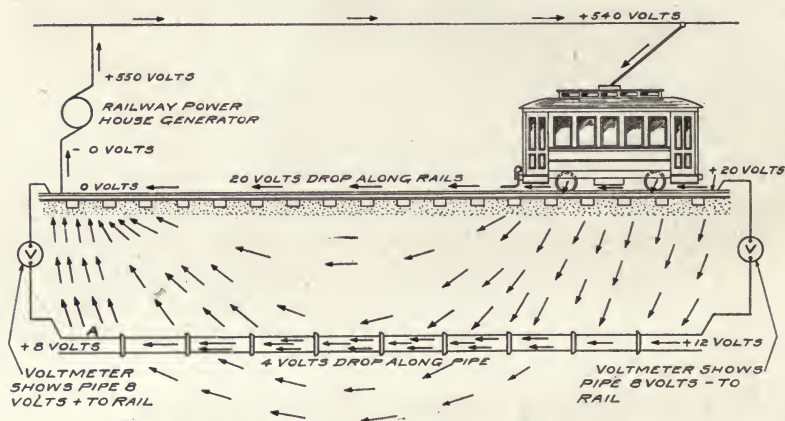 +540 VOLTS
+550 VOLTS
RAILWAY POWER
HOUSE GENERATOR
- 0 VOLTS
0 VOLTS
20 VOLTS DROP ALONG RAILS
+20 VOLTS
V
V
A
+8 VOLTS
4 VOLTS DROP ALONG PIPE
+12 VOLTS
VOLTMETER
SHOWS PIPE 8
VOLTS + TO RAIL
VOLTMETER SHOWS
PIPE 8 VOLTS - TO
RAIL